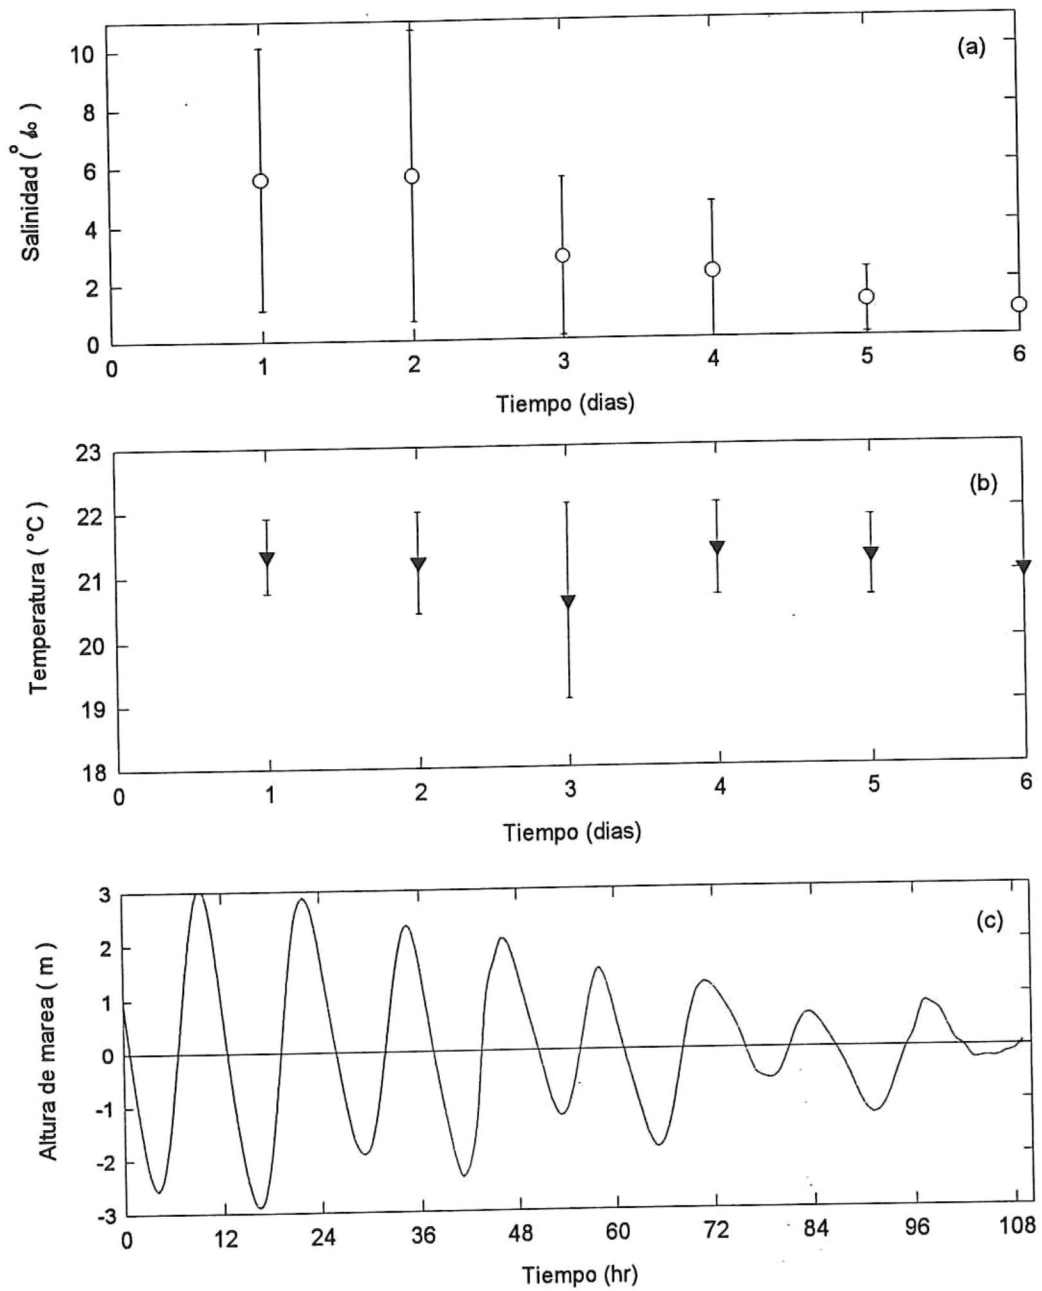 (a)
10
8
6
4
2
0
Salinidad ( ‰ )
0 1 2 3 4 5 6
Tiempo (dias)
(b)
23
22
21
20
19
18
Temperatura ( °C )
0 1 2 3 4 5 6
Tiempo (dias)
(c)
3
2
1
0
-1
-2
-3
Altura de marea ( m )
0 12 24 36 48 60 72 84 96 108
Tiempo (hr)